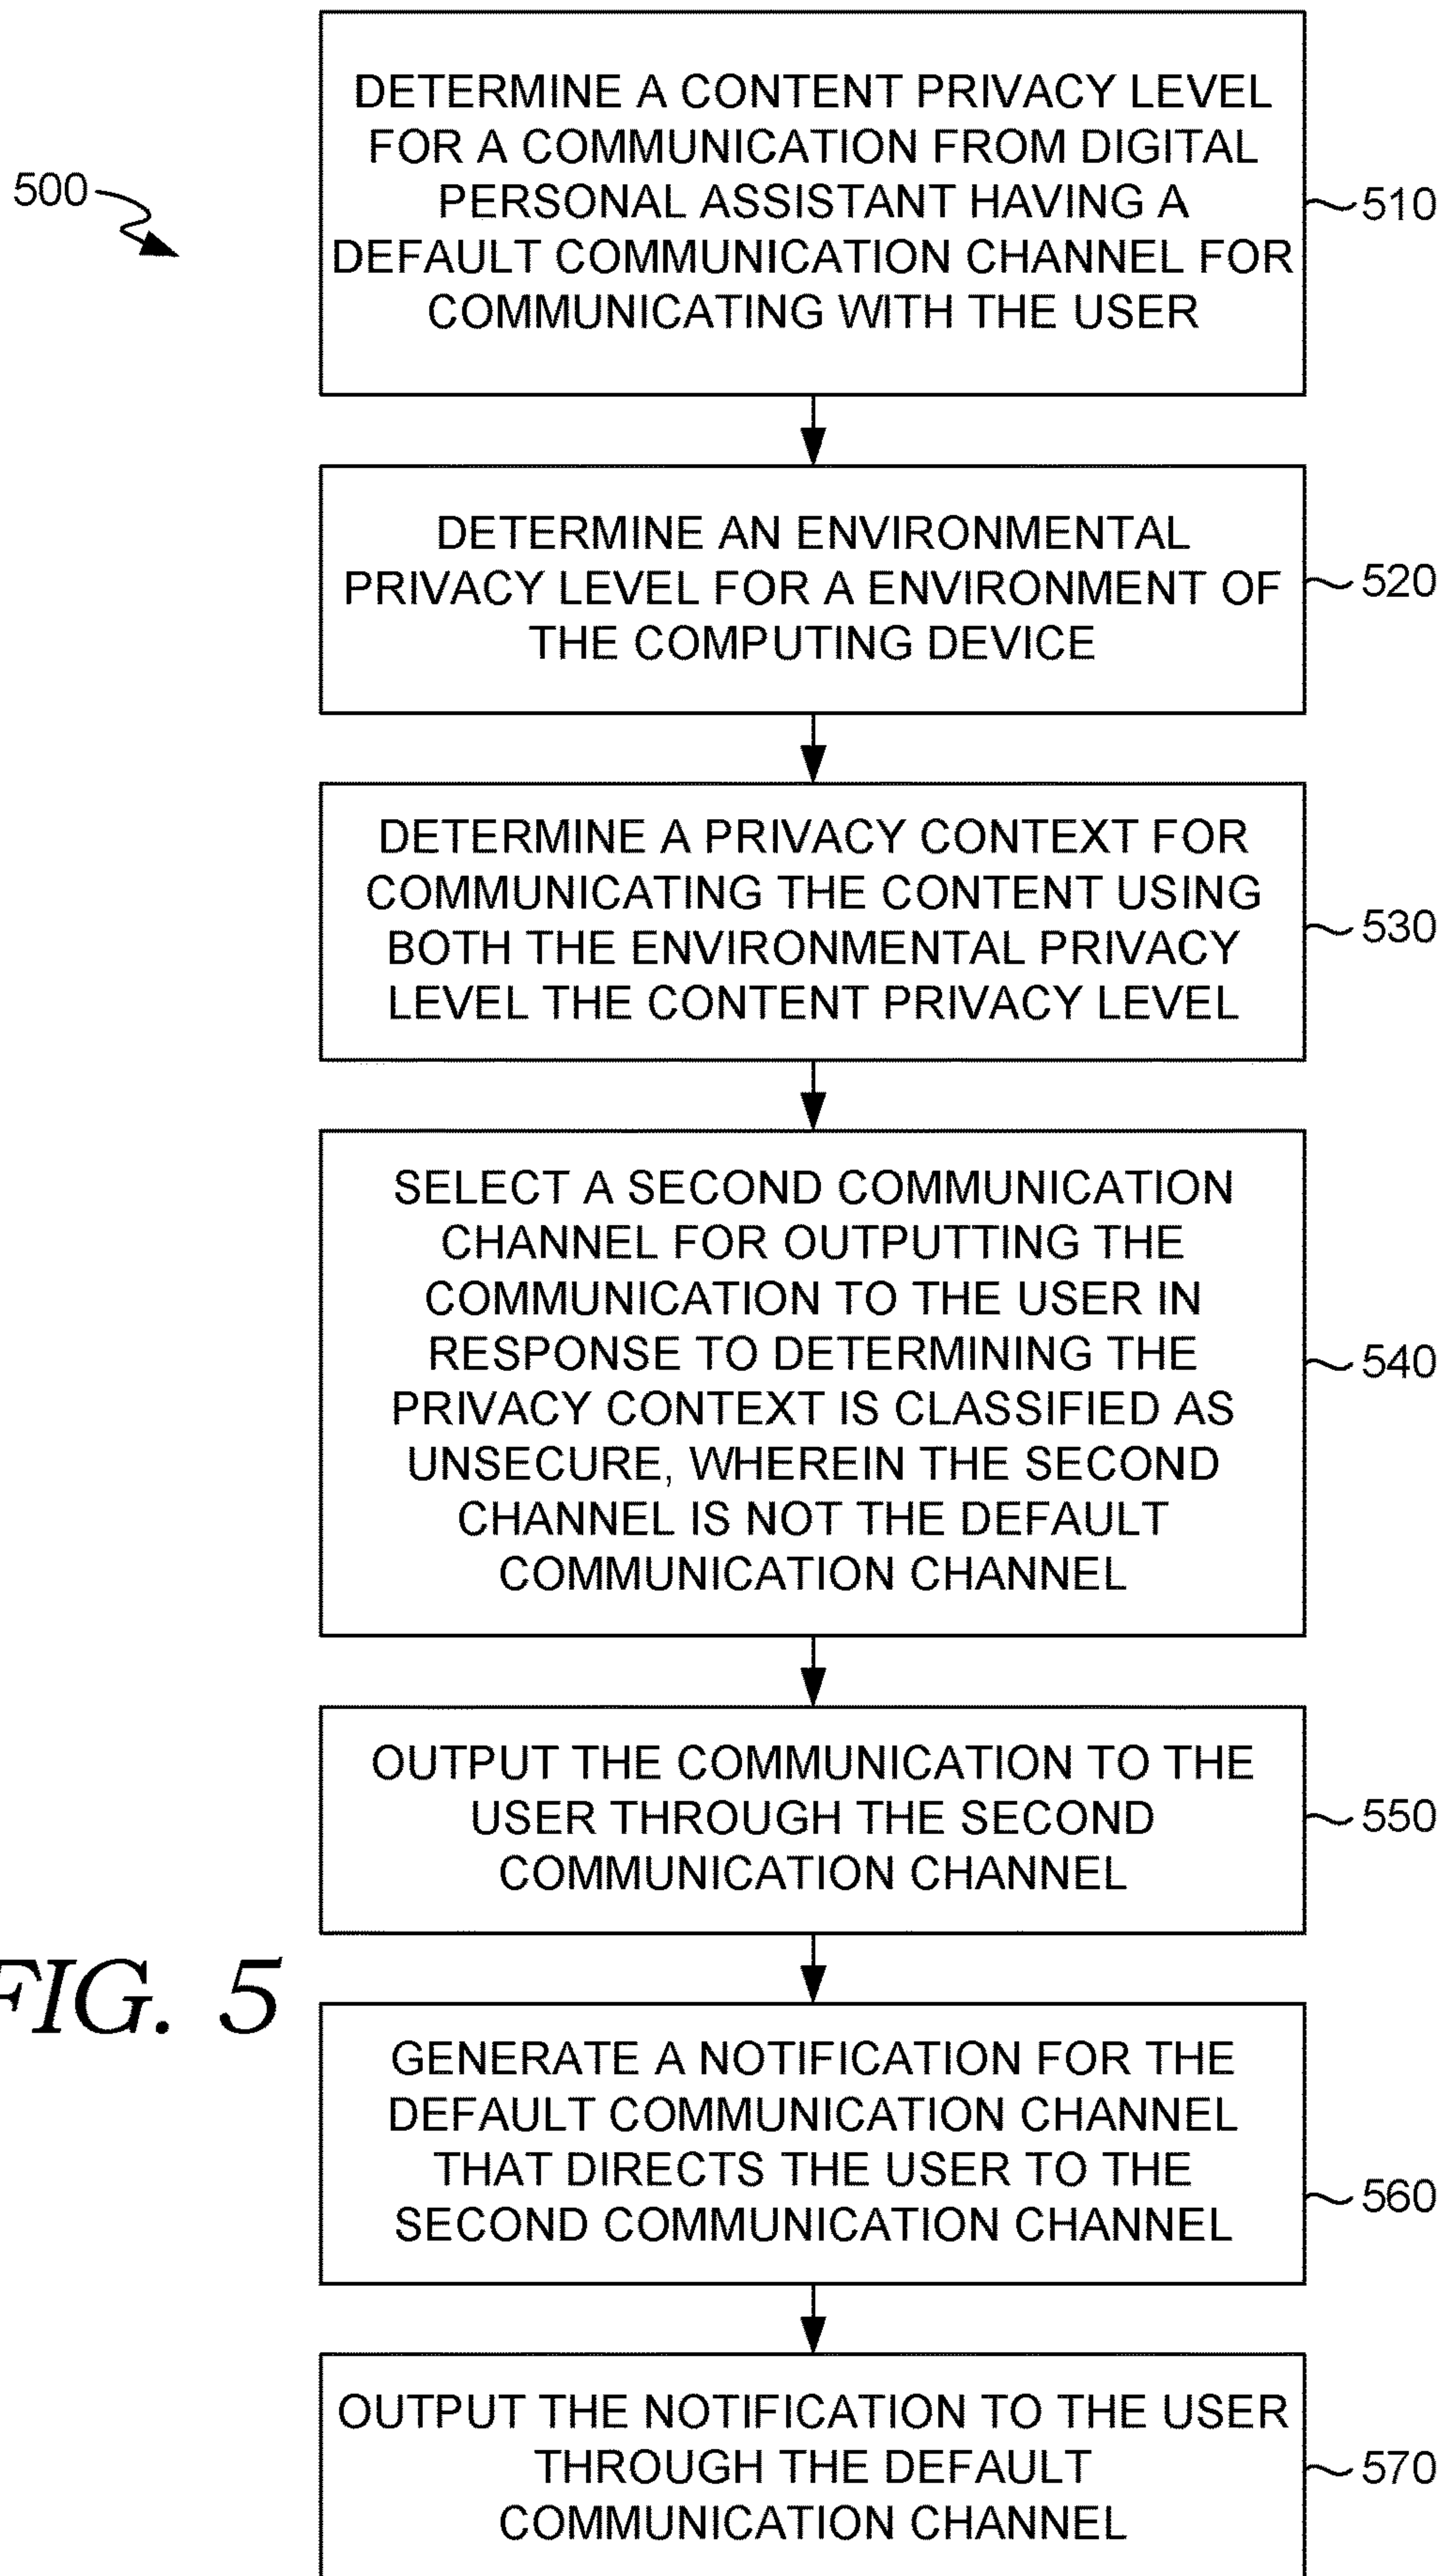 500
DETERMINE A CONTENT PRIVACY LEVEL
FOR A COMMUNICATION FROM DIGITAL
PERSONAL ASSISTANT HAVING A
DEFAULT COMMUNICATION CHANNEL FOR
COMMUNICATING WITH THE USER
510
DETERMINE AN ENVIRONMENTAL
PRIVACY LEVEL FOR A ENVIRONMENT OF
THE COMPUTING DEVICE
520
DETERMINE A PRIVACY CONTEXT FOR
COMMUNICATING THE CONTENT USING
BOTH THE ENVIRONMENTAL PRIVACY
LEVEL THE CONTENT PRIVACY LEVEL
530
SELECT A SECOND COMMUNICATION
CHANNEL FOR OUTPUTTING THE
COMMUNICATION TO THE USER IN
RESPONSE TO DETERMINING THE
PRIVACY CONTEXT IS CLASSIFIED AS
UNSECURE, WHEREIN THE SECOND
CHANNEL IS NOT THE DEFAULT
COMMUNICATION CHANNEL
540
OUTPUT THE COMMUNICATION TO THE
USER THROUGH THE SECOND
COMMUNICATION CHANNEL
550
FIG. 5
GENERATE A NOTIFICATION FOR THE
DEFAULT COMMUNICATION CHANNEL
THAT DIRECTS THE USER TO THE
SECOND COMMUNICATION CHANNEL
560
OUTPUT THE NOTIFICATION TO THE USER
THROUGH THE DEFAULT
COMMUNICATION CHANNEL
570